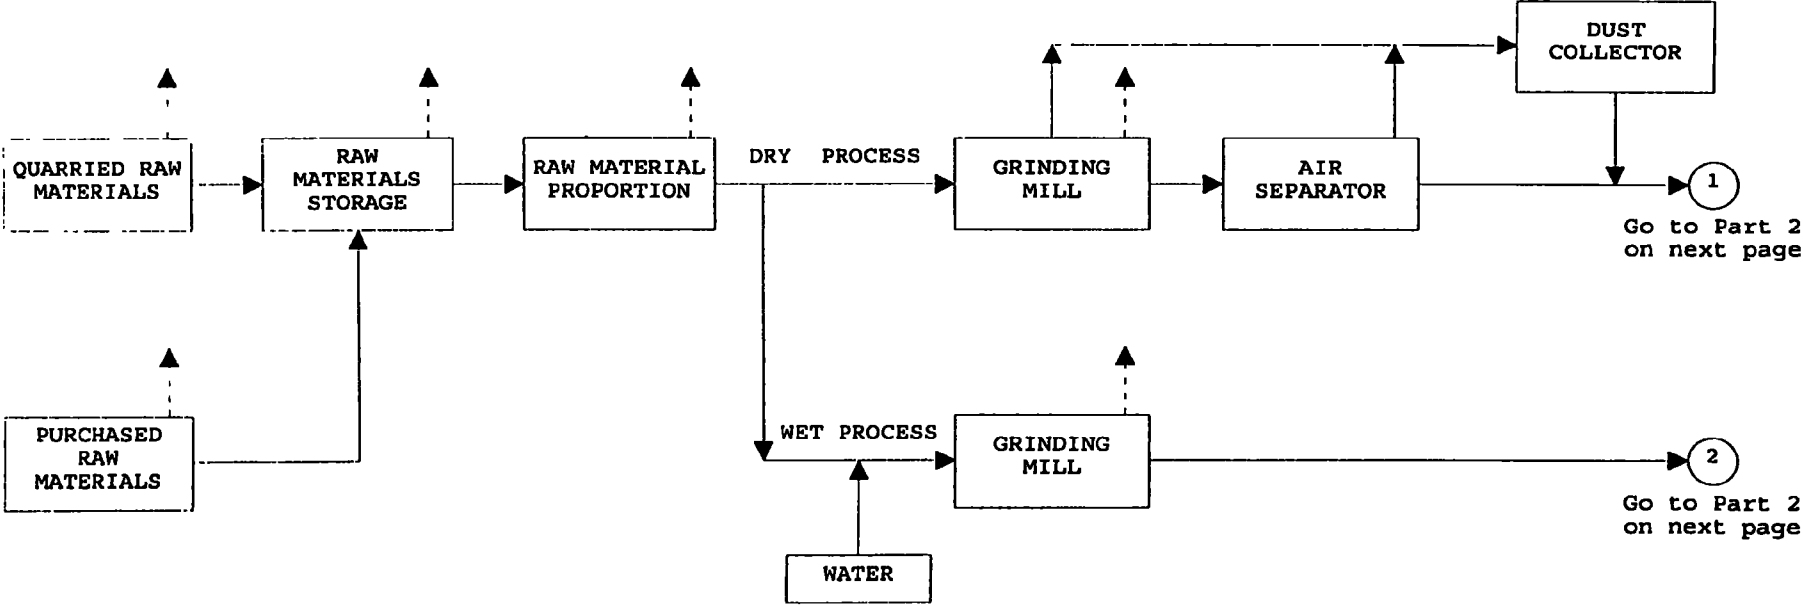 DUST
COLLECTOR
QUARRIED RAW
MATERIALS
RAW
MATERIALS
STORAGE
RAW MATERIAL
PROPORTION
DRY PROCESS
GRINDING
MILL
AIR
SEPARATOR
1
Go to Part 2
on next page
PURCHASED
RAW
MATERIALS
WET PROCESS
GRINDING
MILL
2
Go to Part 2
on next page
WATER